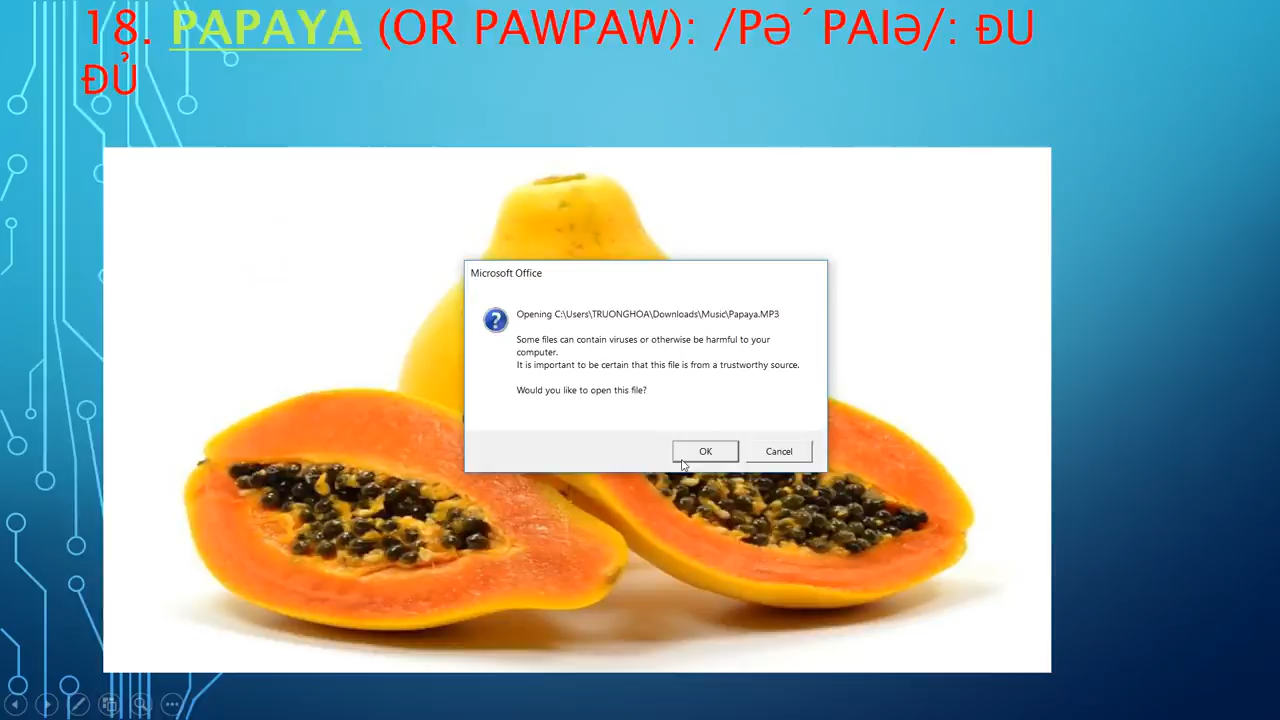 18. PAPAYA (OR PAWPAW): /Pə´PAIə/: ĐU
ĐỦ
Microsoft Office
Opening C:\Users\TRUONGHOA\Downloads\Music\Papaya.MP3
Some files can contain viruses or otherwise be harmful to your
computer.
It is important to be certain that this file is from a trustworthy source.
Would you like to open this file?
OK
Cancel